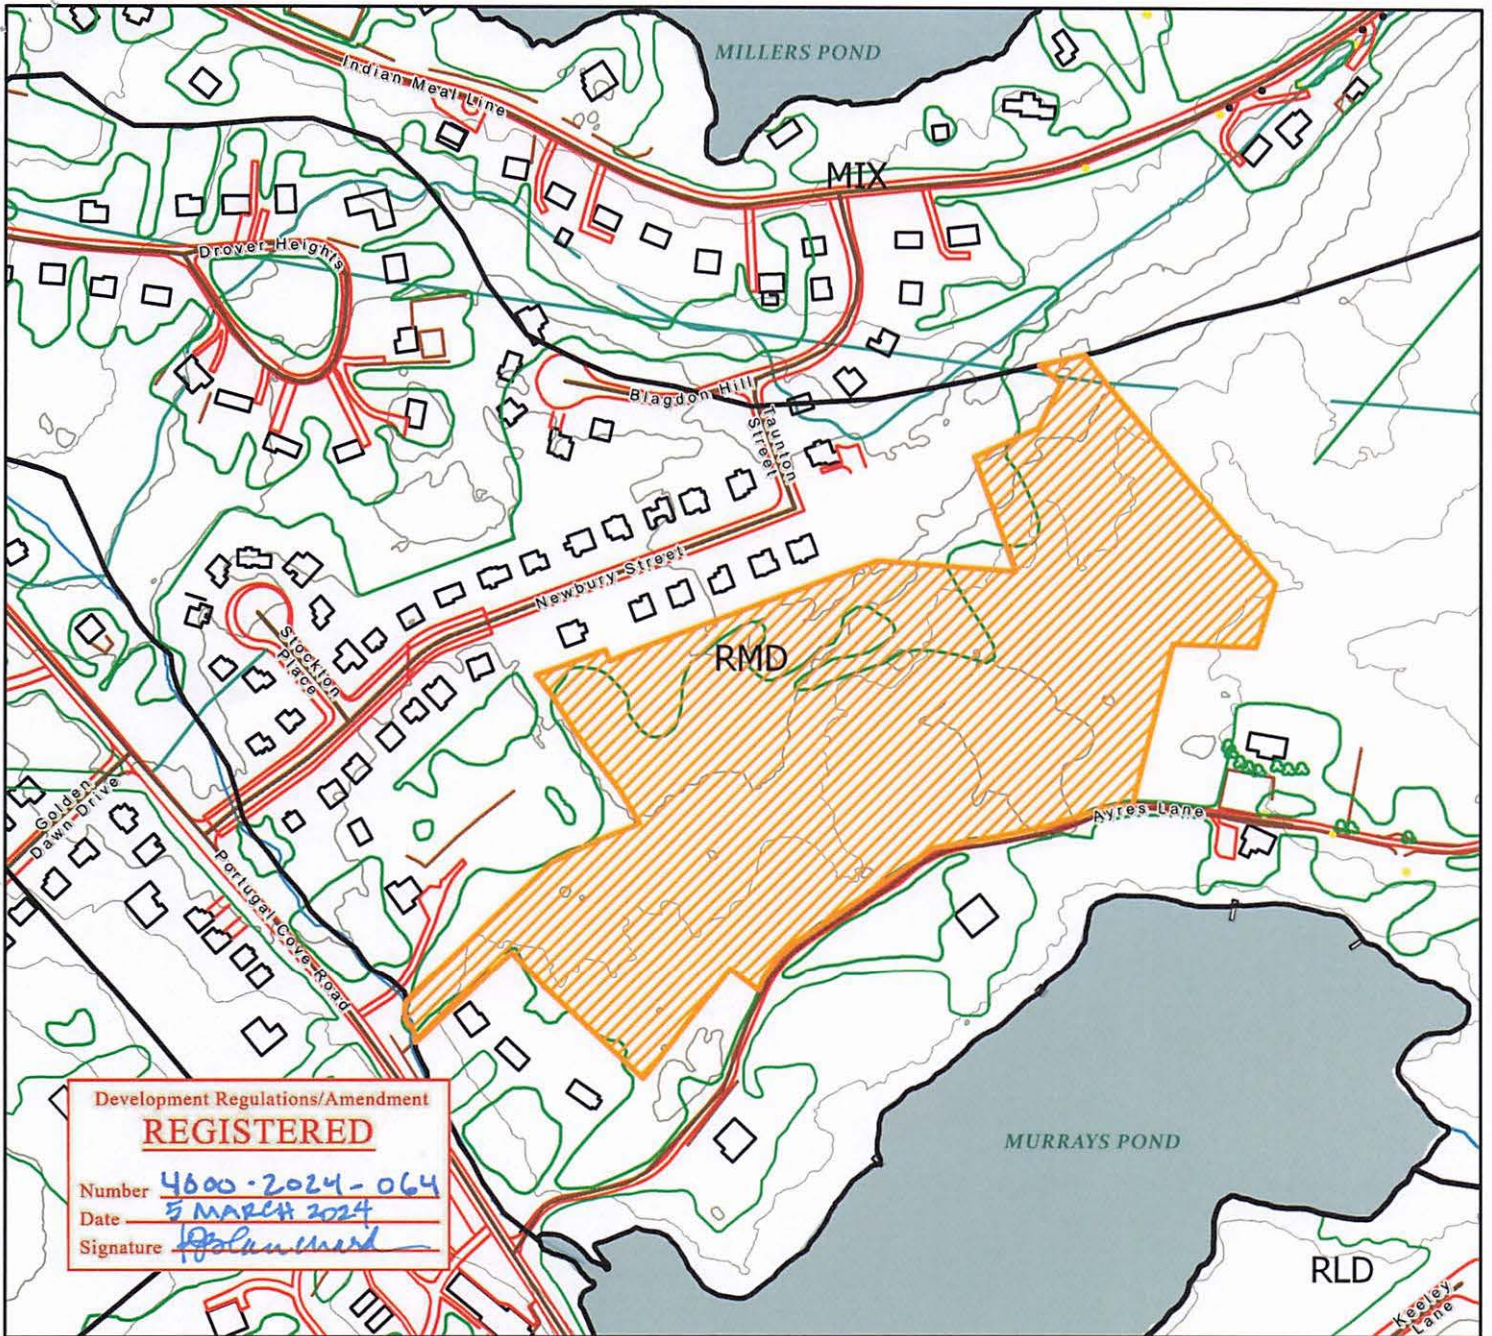 MILLERS POND
Indian Meal Line
MIX
Drover Heights
Blagdon Hill
Taunton
Street
Newbury Street
Stockton
Place
RMD
Golden
Dawn Drive
Ayres Lane
Portugal Cove Road
Development Regulations/Amendment
REGISTERED
Number 4600-2024-064
Date 5 MARCH 2024
Signature
MURRAYS POND
RLD
Keeley
Lane